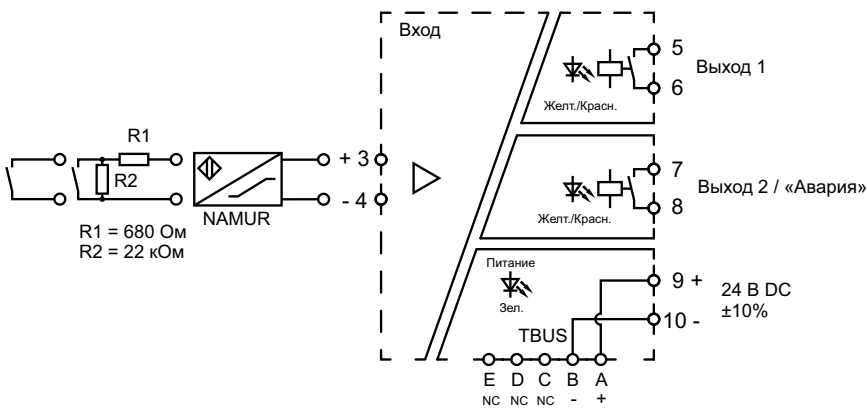 Вход
5
6
Выход 1
Желт./Красн.
R1
R2
NAMUR
+ 3
- 4
R1 = 680 Ом
R2 = 22 кОм
7
8
Выход 2 / «Авария»
Желт./Красн.
Питание
Зел.
9 +
10 -
24 В DC
±10%
TBUS
E D C B A
NC NC NC - +